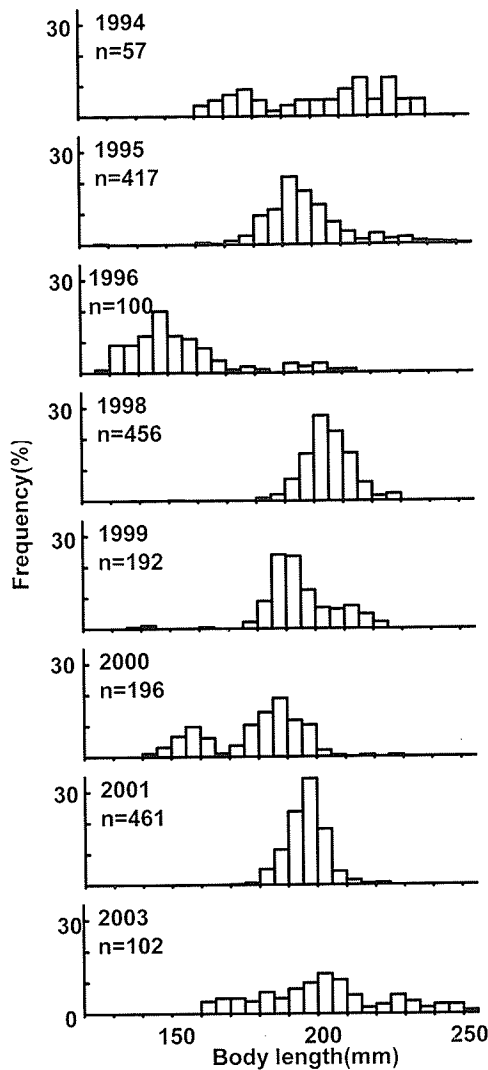 30
1994
n=57
30
1995
n=417
30
1996
n=100
30
1998
n=456
30
1999
n=192
30
2000
n=196
30
2001
n=461
30
2003
n=102
0
Frequency(%)
150 200 250
Body length(mm)